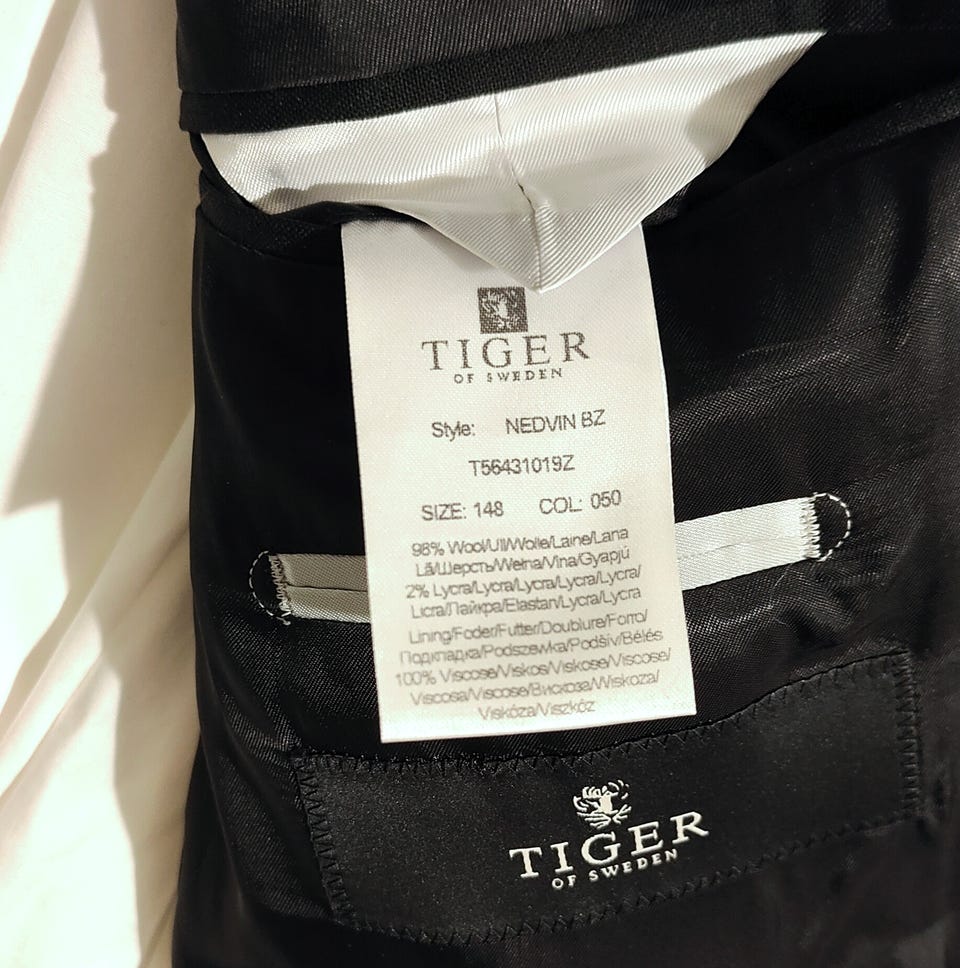 TIGER
OF SWEDEN
Style: NEDVIN BZ
T56431019Z
SIZE: 148 COL: 050
98% Wool/Ull/Wolle/Laine/Lana
Lã/Шерсть/Wełna/Vlna/Gyapjú
2% Lycra/Lycra/Lycra/Lycra/Lycra/
Licra/Лайкра/Elastan/Lycra/Lycra
Lining/Foder/Futter/Doublure/Forro/
Подкладка/Podszewka/Podšív/Bélés
100% Viscose/Viskos/Viskose/Viscose/
Viscosa/Viscose/Вискоза/Wiskoza/
Viskóza/Viszkóz
TIGER
OF SWEDEN